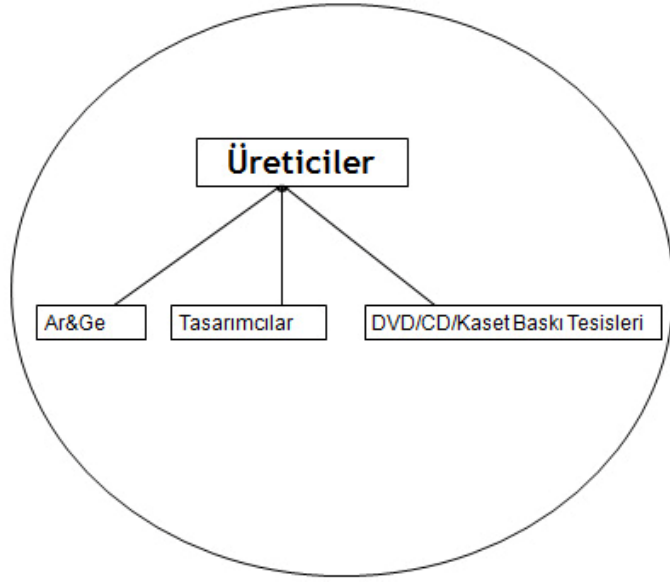 Üreticiler
Ar&Ge
Tasarımcılar
DVD/CD/Kaset Baskı Tesisleri